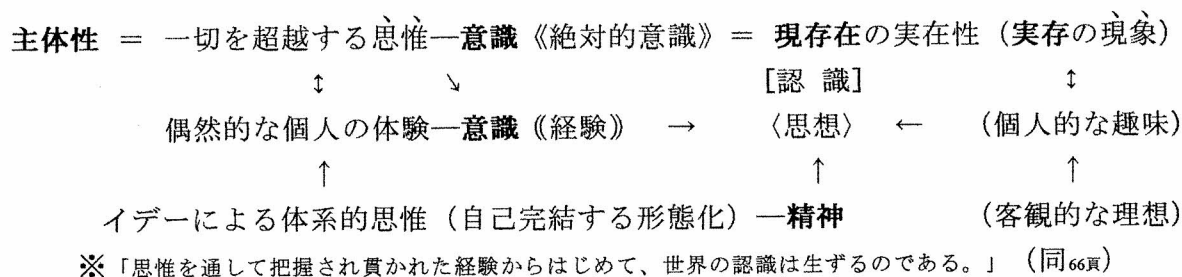 主体性 = 一切を超越する思惟—意識《絶対的意識》= 現存在の実在性（実存の現象）
↕ ↘ [認 識] ↕
偶然的な個人の体験—意識《経験》 → 〈思想〉 ← （個人的な趣味）
↑ ↑ ↑
イデーによる体系的思惟（自己完結する形態化）—精神 （客観的な理想）
※「思惟を通して把握され貫かれた経験からはじめて、世界の認識は生ずるのである。」（同66頁）